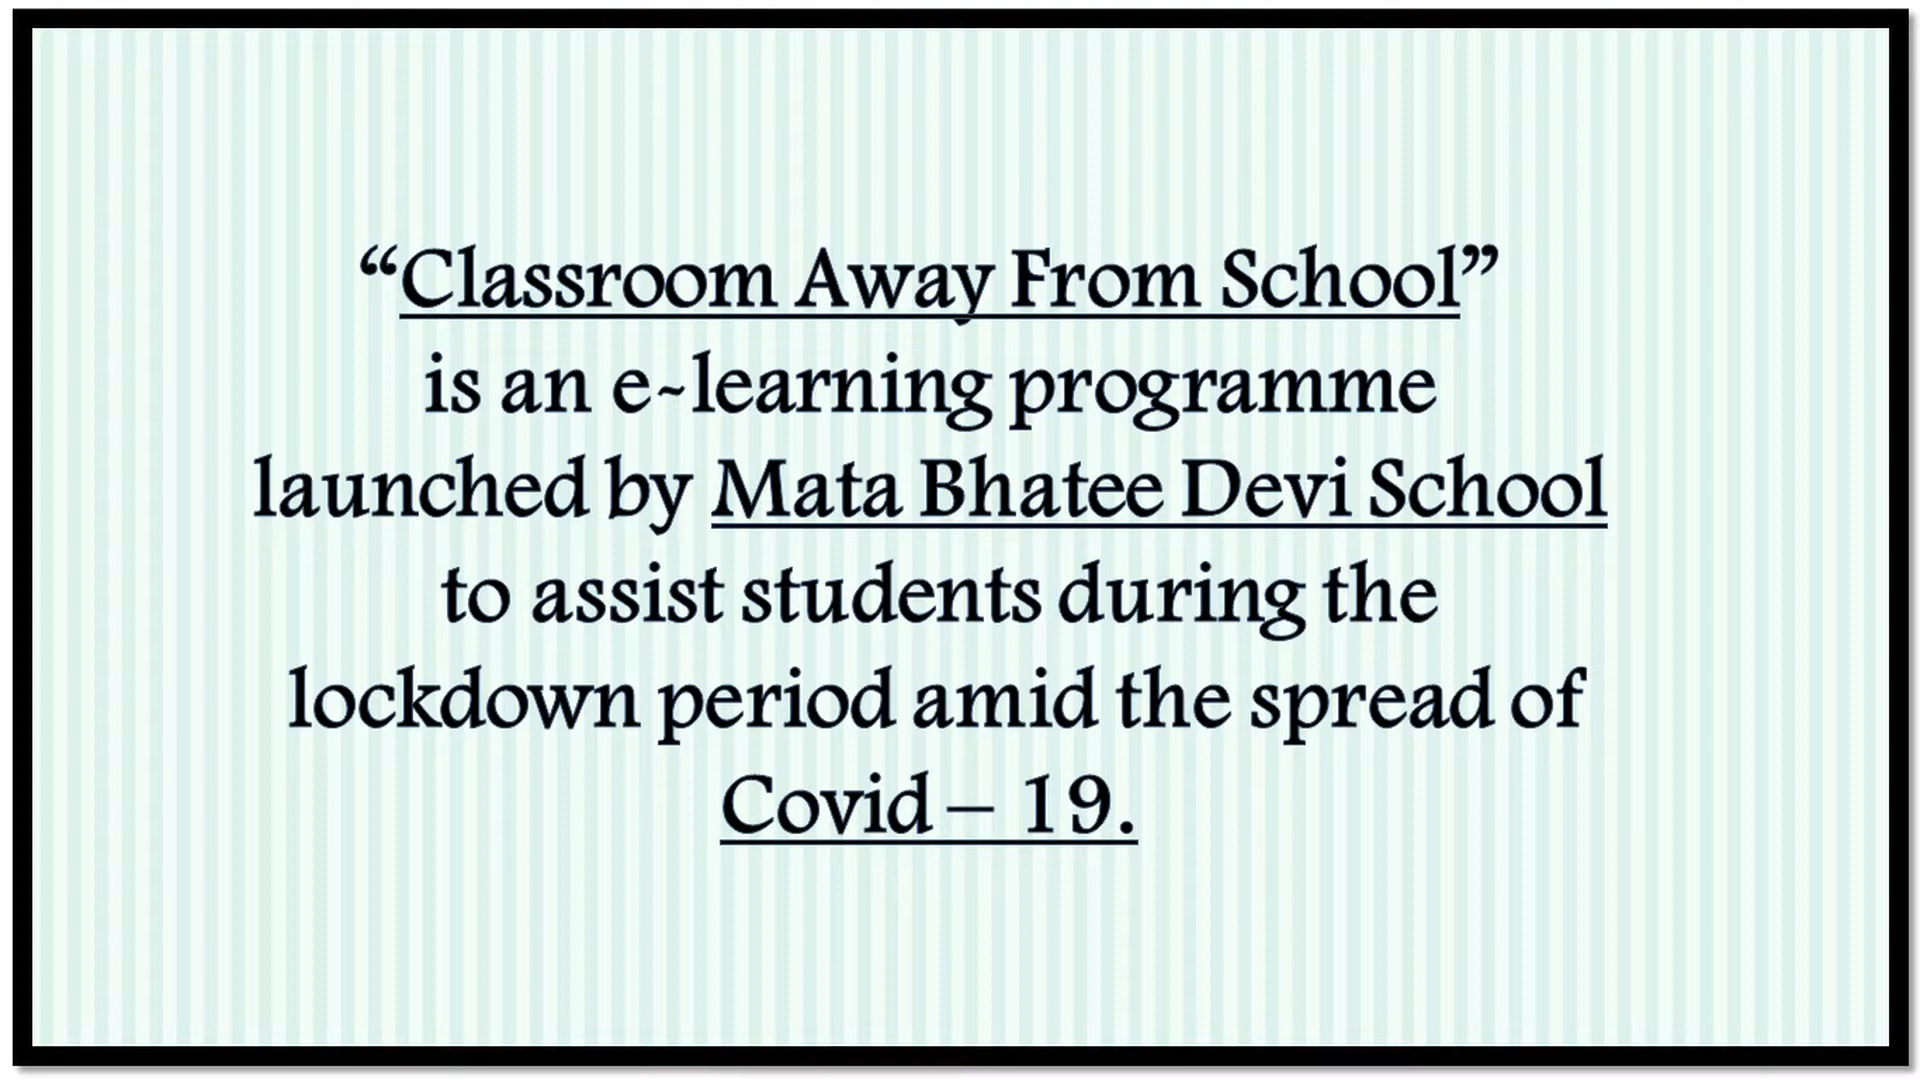 “Classroom Away From School”
is an e-learning programme
launched by Mata Bhatee Devi School
to assist students during the
lockdown period amid the spread of
Covid – 19.